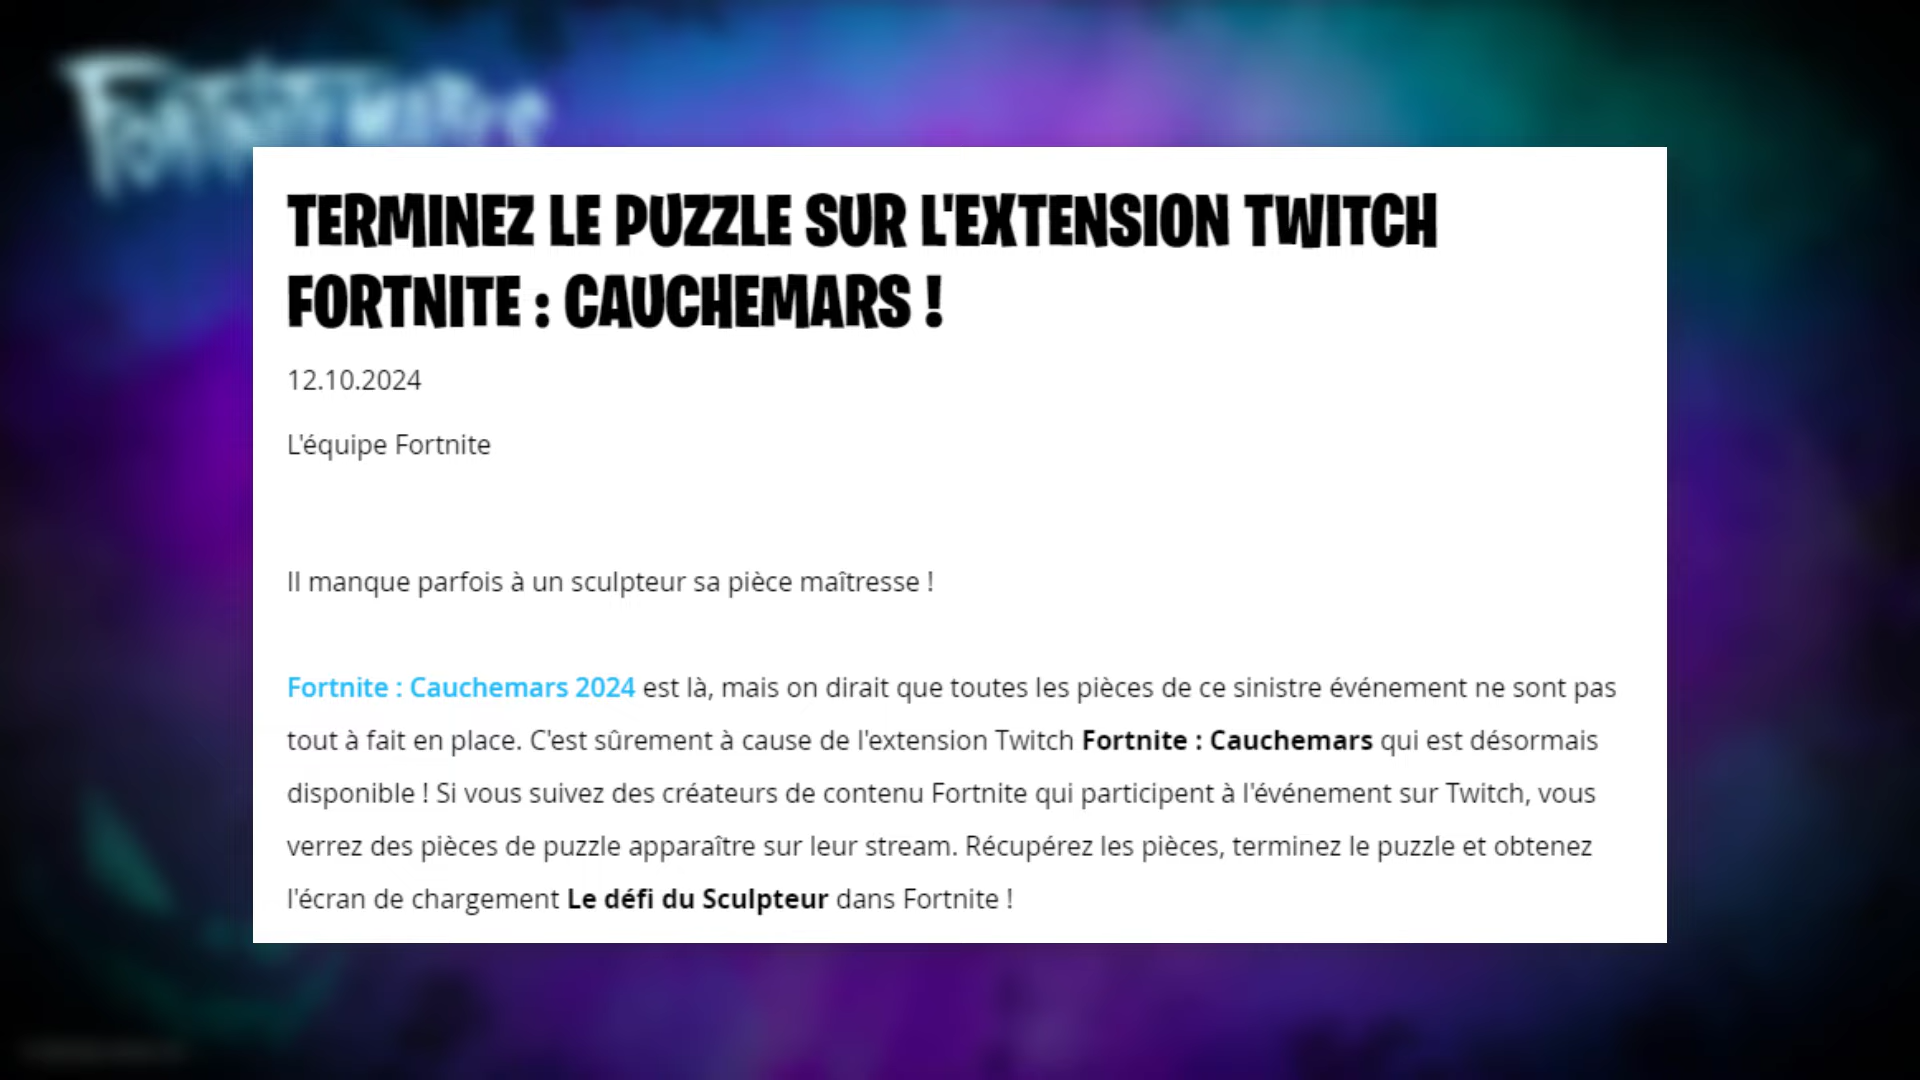 FORTNITEMARES
TERMINEZ LE PUZZLE SUR L'EXTENSION TWITCH
FORTNITE : CAUCHEMARS !
12.10.2024
L'équipe Fortnite
Il manque parfois à un sculpteur sa pièce maîtresse !
Fortnite : Cauchemars 2024 est là, mais on dirait que toutes les pièces de ce sinistre événement ne sont pas
tout à fait en place. C'est sûrement à cause de l'extension Twitch Fortnite : Cauchemars qui est désormais
disponible ! Si vous suivez des créateurs de contenu Fortnite qui participent à l'événement sur Twitch, vous
verrez des pièces de puzzle apparaître sur leur stream. Récupérez les pièces, terminez le puzzle et obtenez
l'écran de chargement Le défi du Sculpteur dans Fortnite !